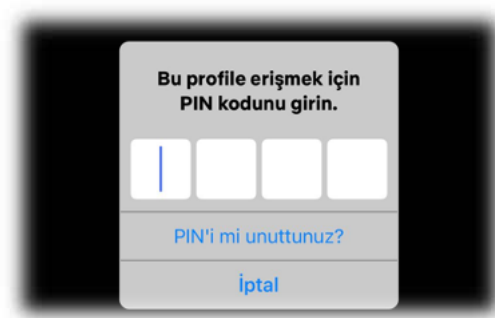 Bu profile erişmek için
PIN kodunu girin.
PIN'i mi unuttunuz?
İptal